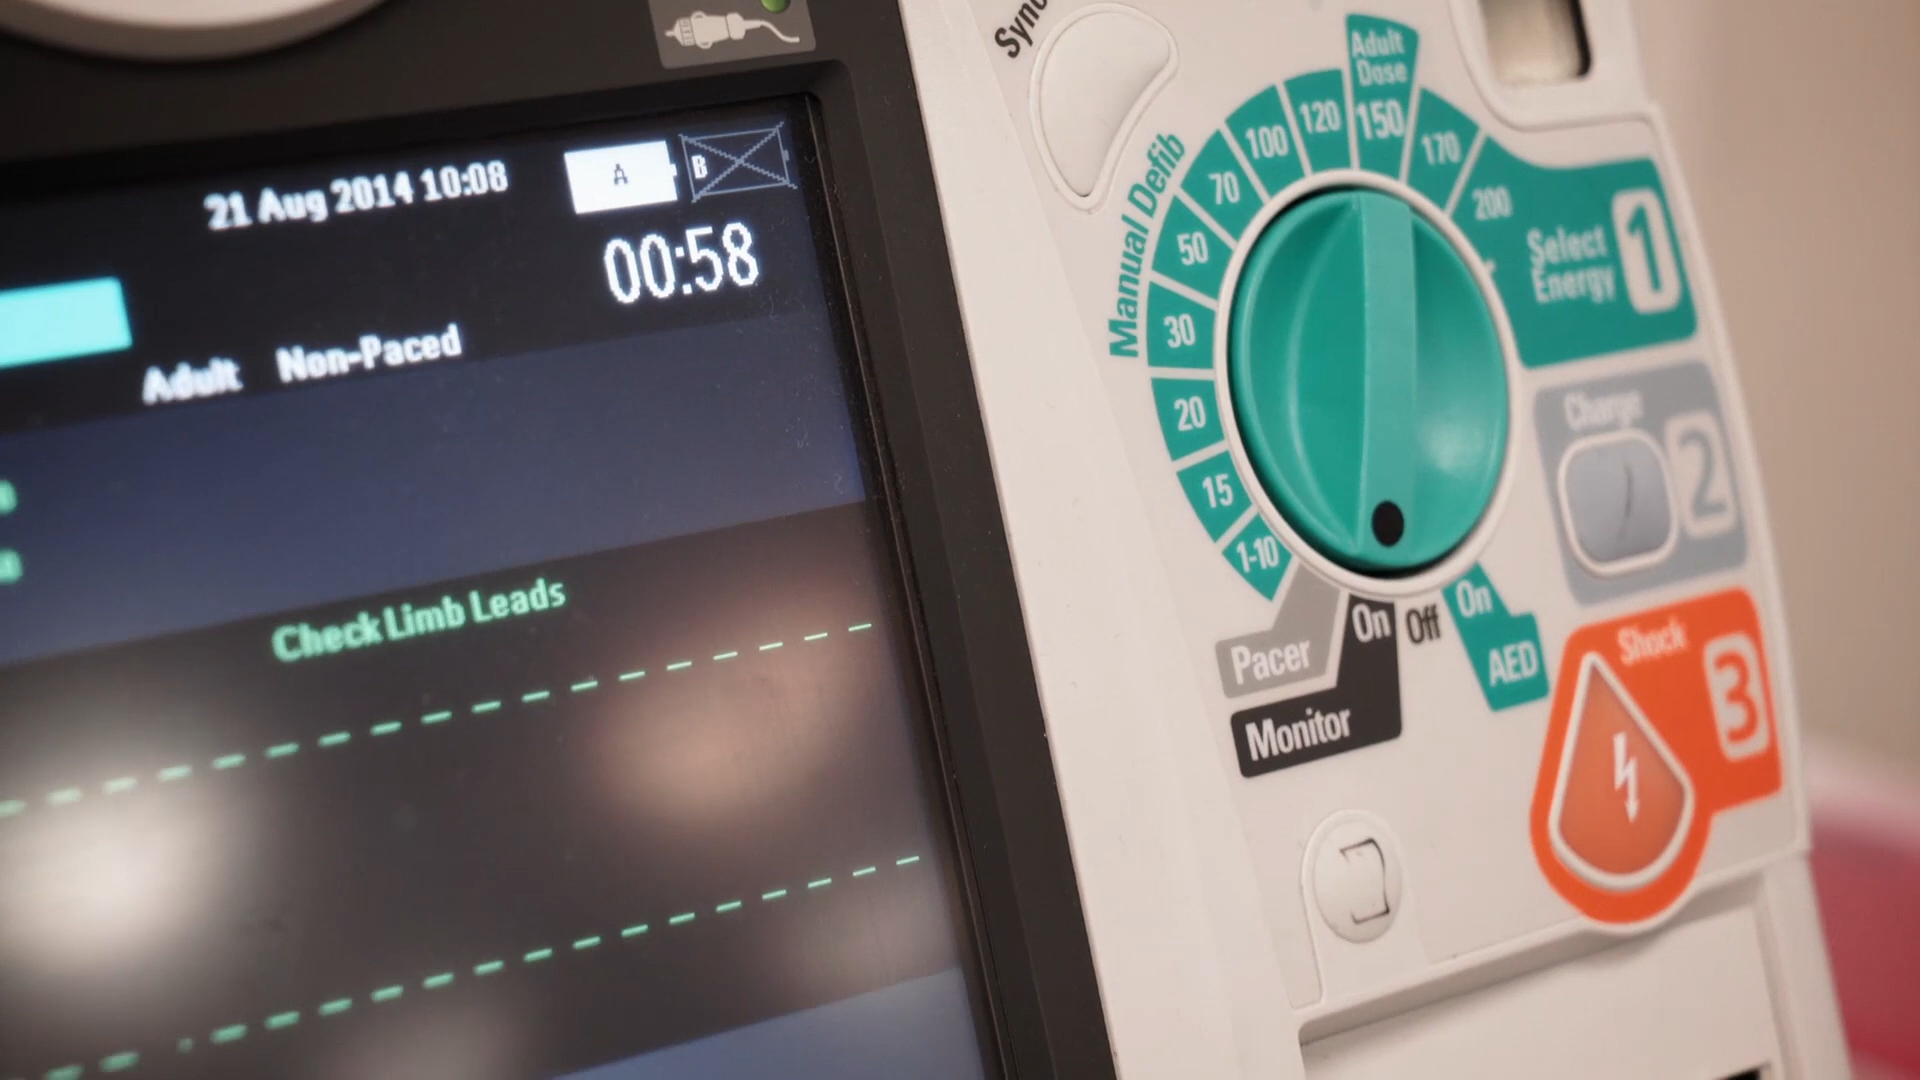 21 Aug 2014 10:08
A
B
00:58
Adult Non-Paced
Check Limb Leads
Sync
Manual Defib
1-10
15
20
30
50
70
100
120
Adult
Dose
150
170
200
Select
Energy
1
Charge
2
Shock
3
Pacer
On
Monitor
Off
On
AED